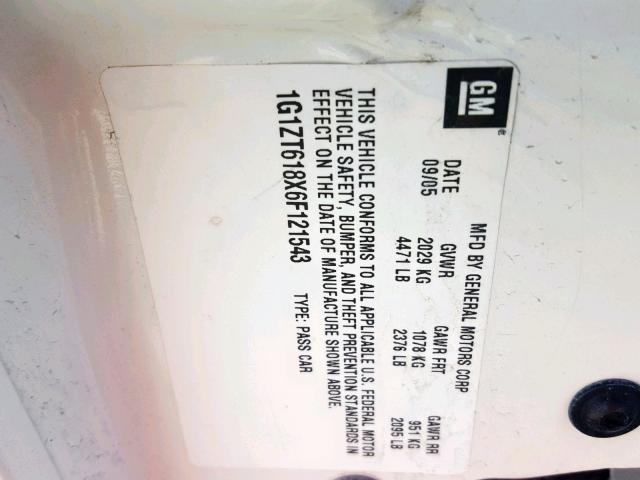 GM
MFD BY GENERAL MOTORS CORP
DATE GVWR GAWR FRT GAWR RR
09/05 2029 KG 1078 KG 951 KG
4471 LB 2376 LB 2095 LB
THIS VEHICLE CONFORMS TO ALL APPLICABLE U.S. FEDERAL MOTOR
VEHICLE SAFETY, BUMPER, AND THEFT PREVENTION STANDARDS IN
EFFECT ON THE DATE OF MANUFACTURE SHOWN ABOVE.
1G1ZT618X6F121543 TYPE: PASS CAR